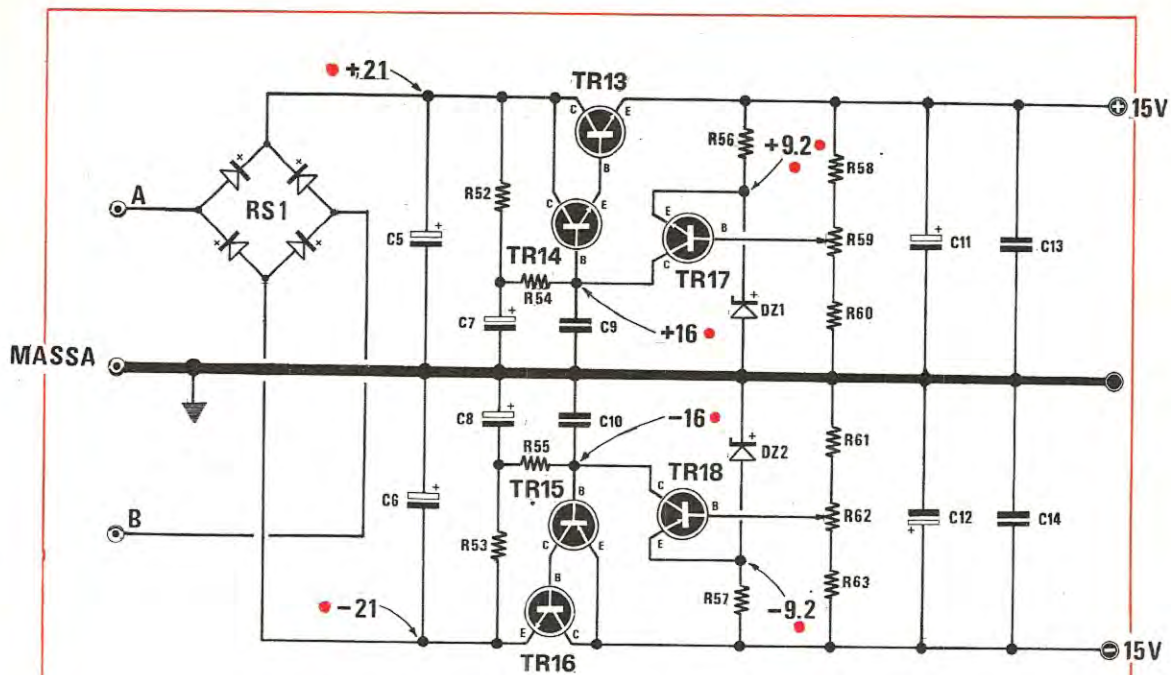 +21
TR13
15V
R56
+9.2
R58
A
RS1
R52
C
E
B
C5
+
C
E
B
TR14
R54
E
B
C
TR17
R59
C11
+
C13
C7
+
C9
+16
DZ1
+
R60
MASSA
C8
+
C10
-16
DZ2
+
R61
R55
TR15
B
C
E
TR18
C
B
E
R62
C6
+
C12
+
C14
B
R53
R63
R57
-9.2
-21
B
E
C
TR16
15V